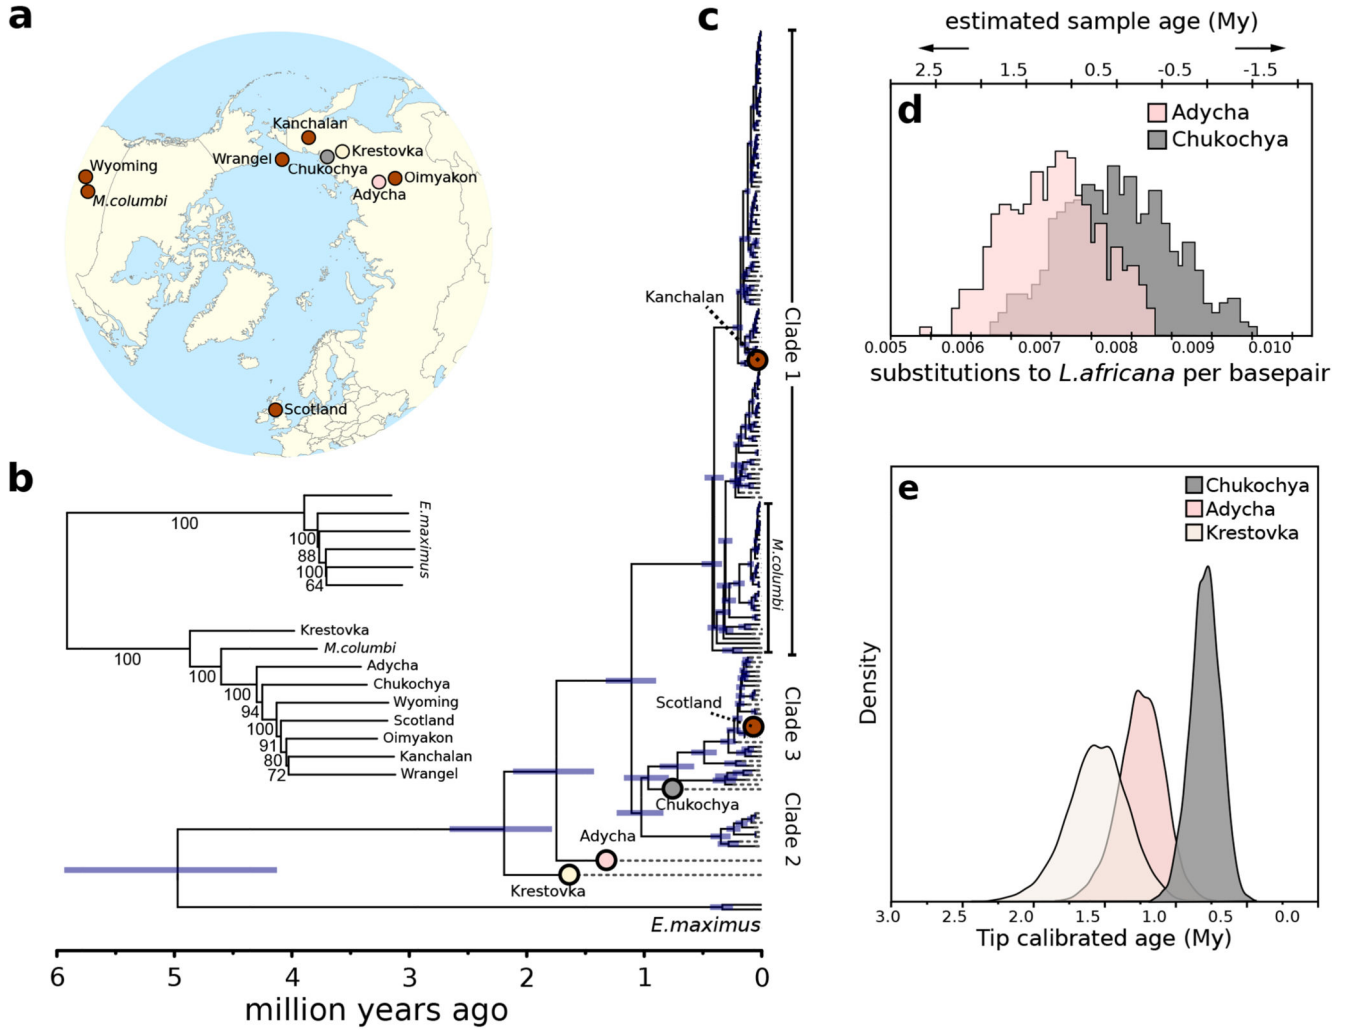 a
Kanchalan
Krestovka
Wrangel
Chukochya
Wyoming
Oimyakon
Adycha
M.columbi
Scotland
b
100
100
88
100
64
E.maximus
Krestovka
100
M.columbi
100
Adycha
100
Chukochya
94
Wyoming
100
Scotland
91
Oimyakon
80
Kanchalan
72
Wrangel
c
Kanchalan
Clade 1
M.columbi
Scotland
Clade 3
Chukochya
Clade 2
Adycha
Krestovka
E.maximus
6 5 4 3 2 1 0
million years ago
estimated sample age (My)
2.5 1.5 0.5 -0.5 -1.5
d
Adycha
Chukochya
0.005 0.006 0.007 0.008 0.009 0.010
substitutions to L.africana per basepair
e
Chukochya
Adycha
Krestovka
Density
3.0 2.5 2.0 1.5 1.0 0.5 0.0
Tip calibrated age (My)